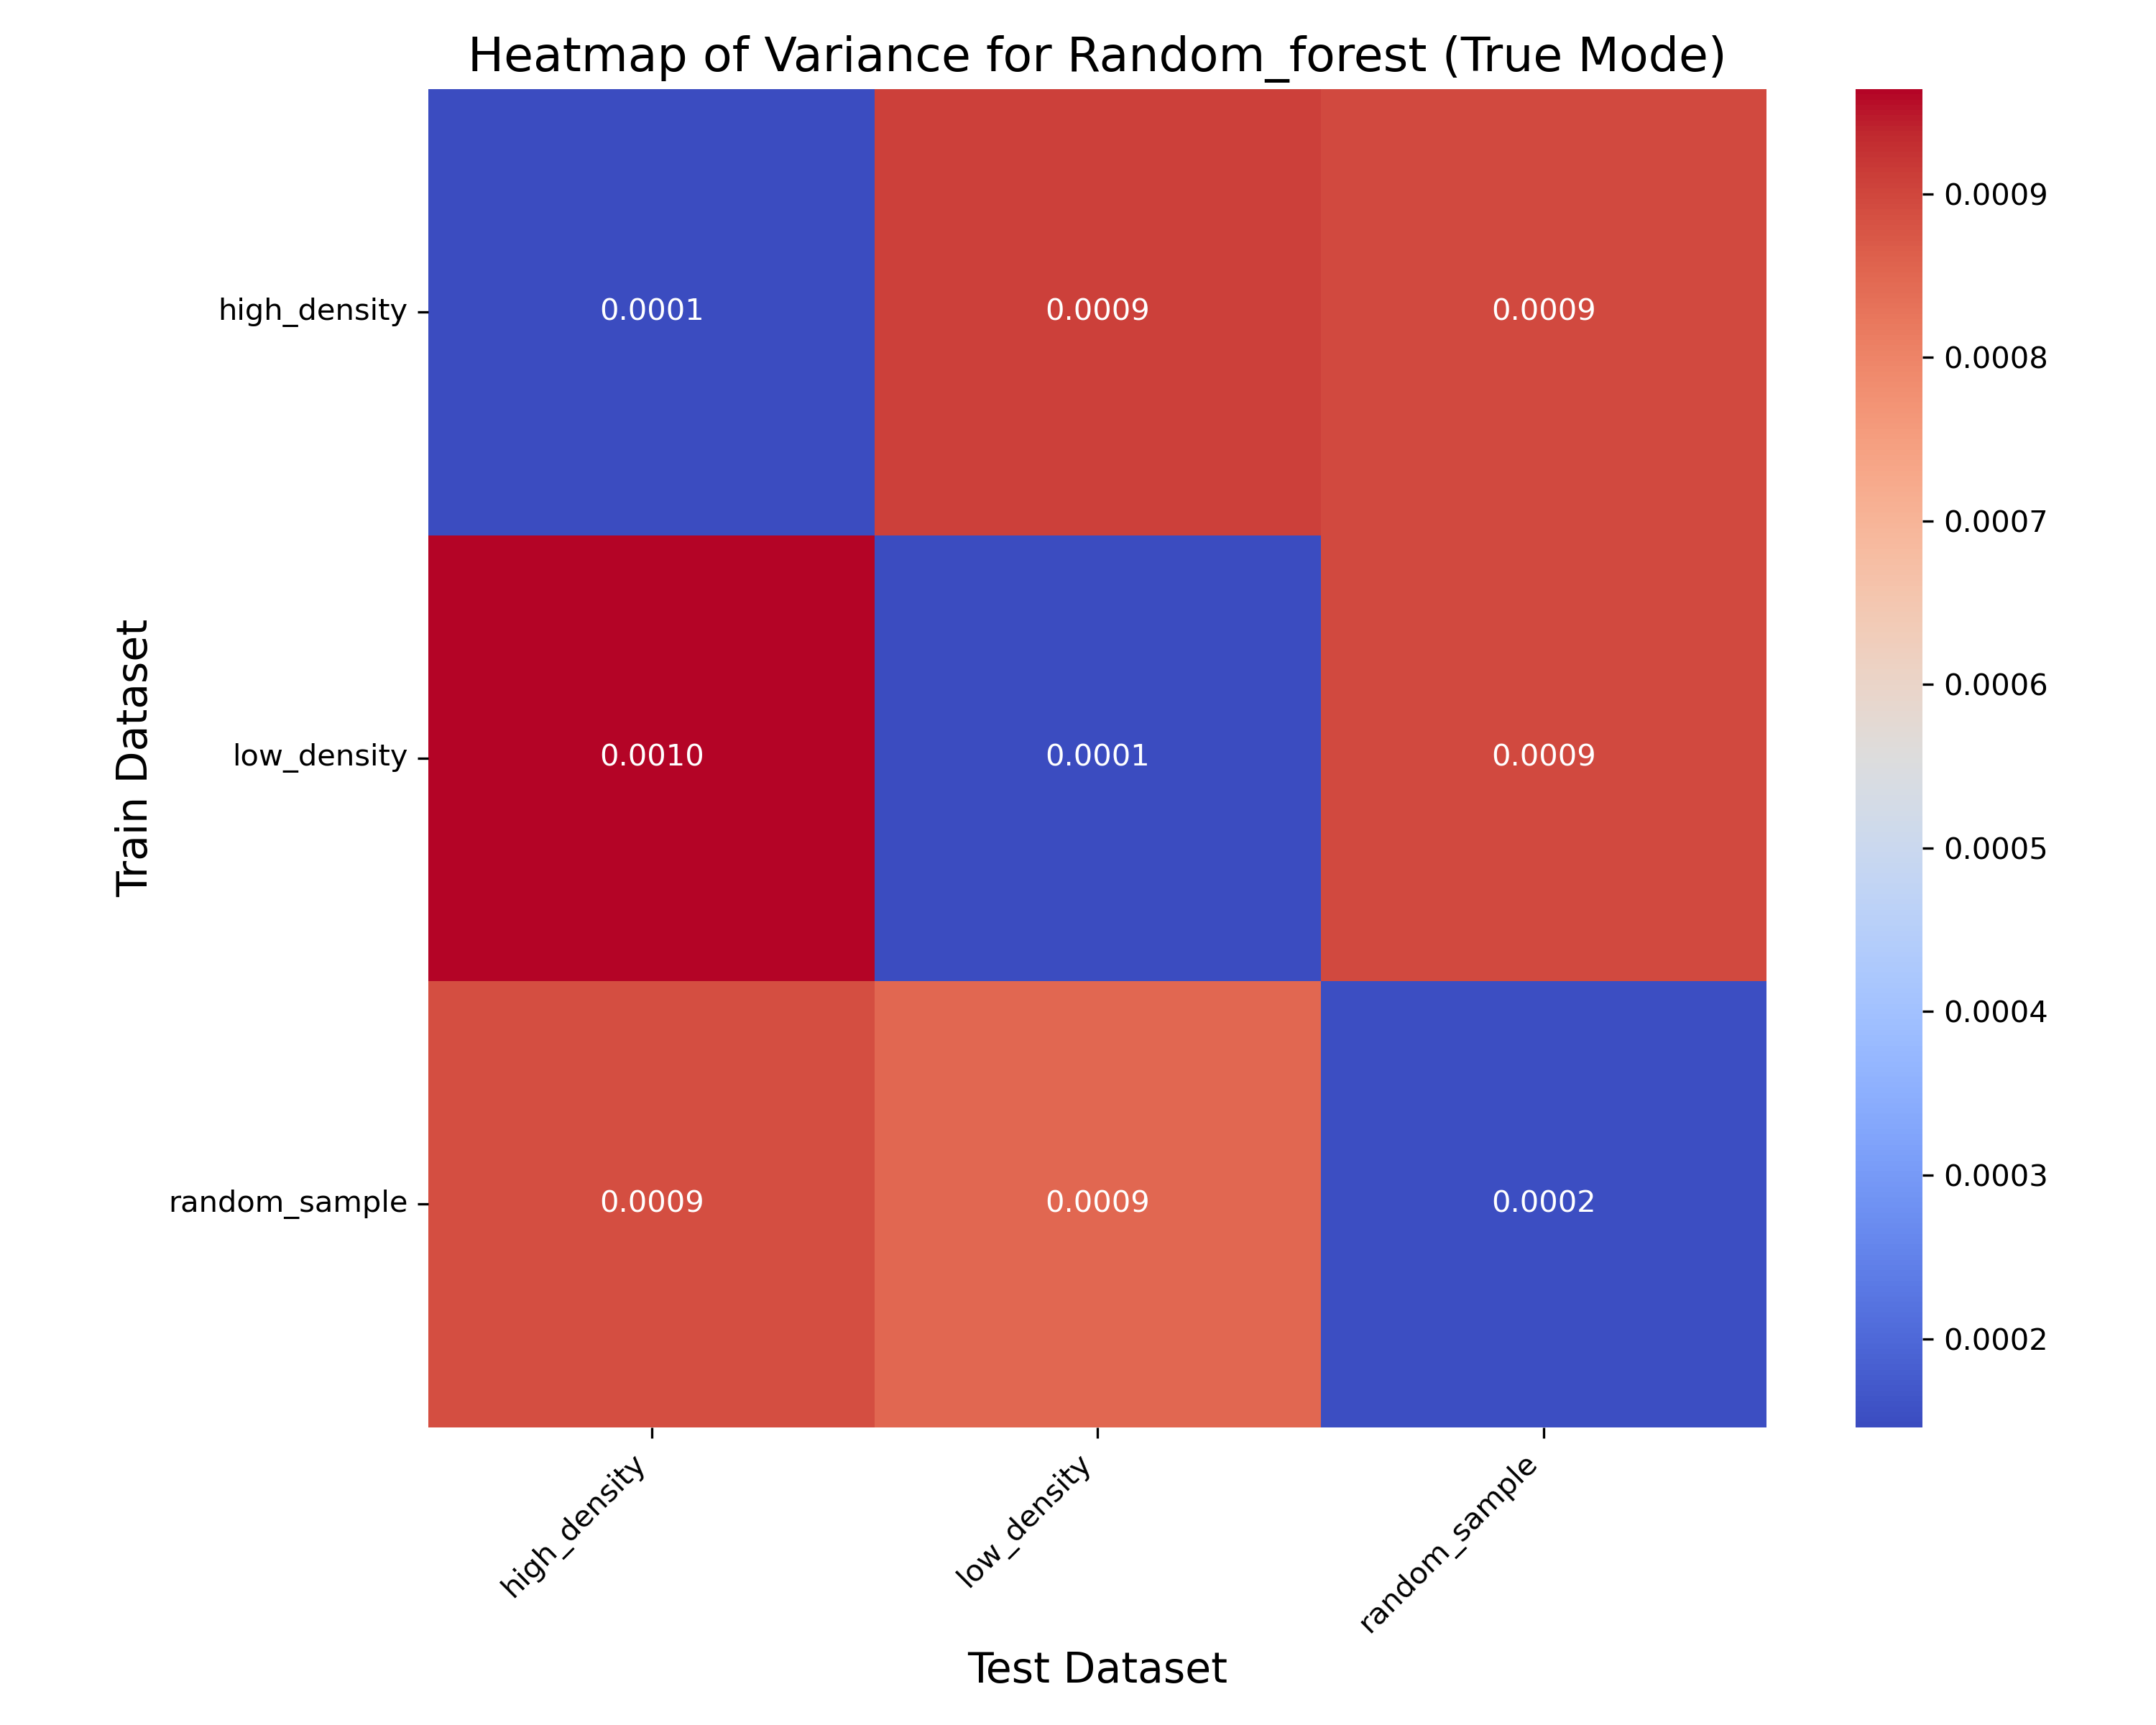 Heatmap of Variance for Random_forest (True Mode)
Train Dataset
high_density
0.0001 0.0009 0.0009
low_density
0.0010 0.0001 0.0009
random_sample
0.0009 0.0009 0.0002
high_density
low_density
random_sample
Test Dataset
0.0009
0.0008
0.0007
0.0006
0.0005
0.0004
0.0003
0.0002